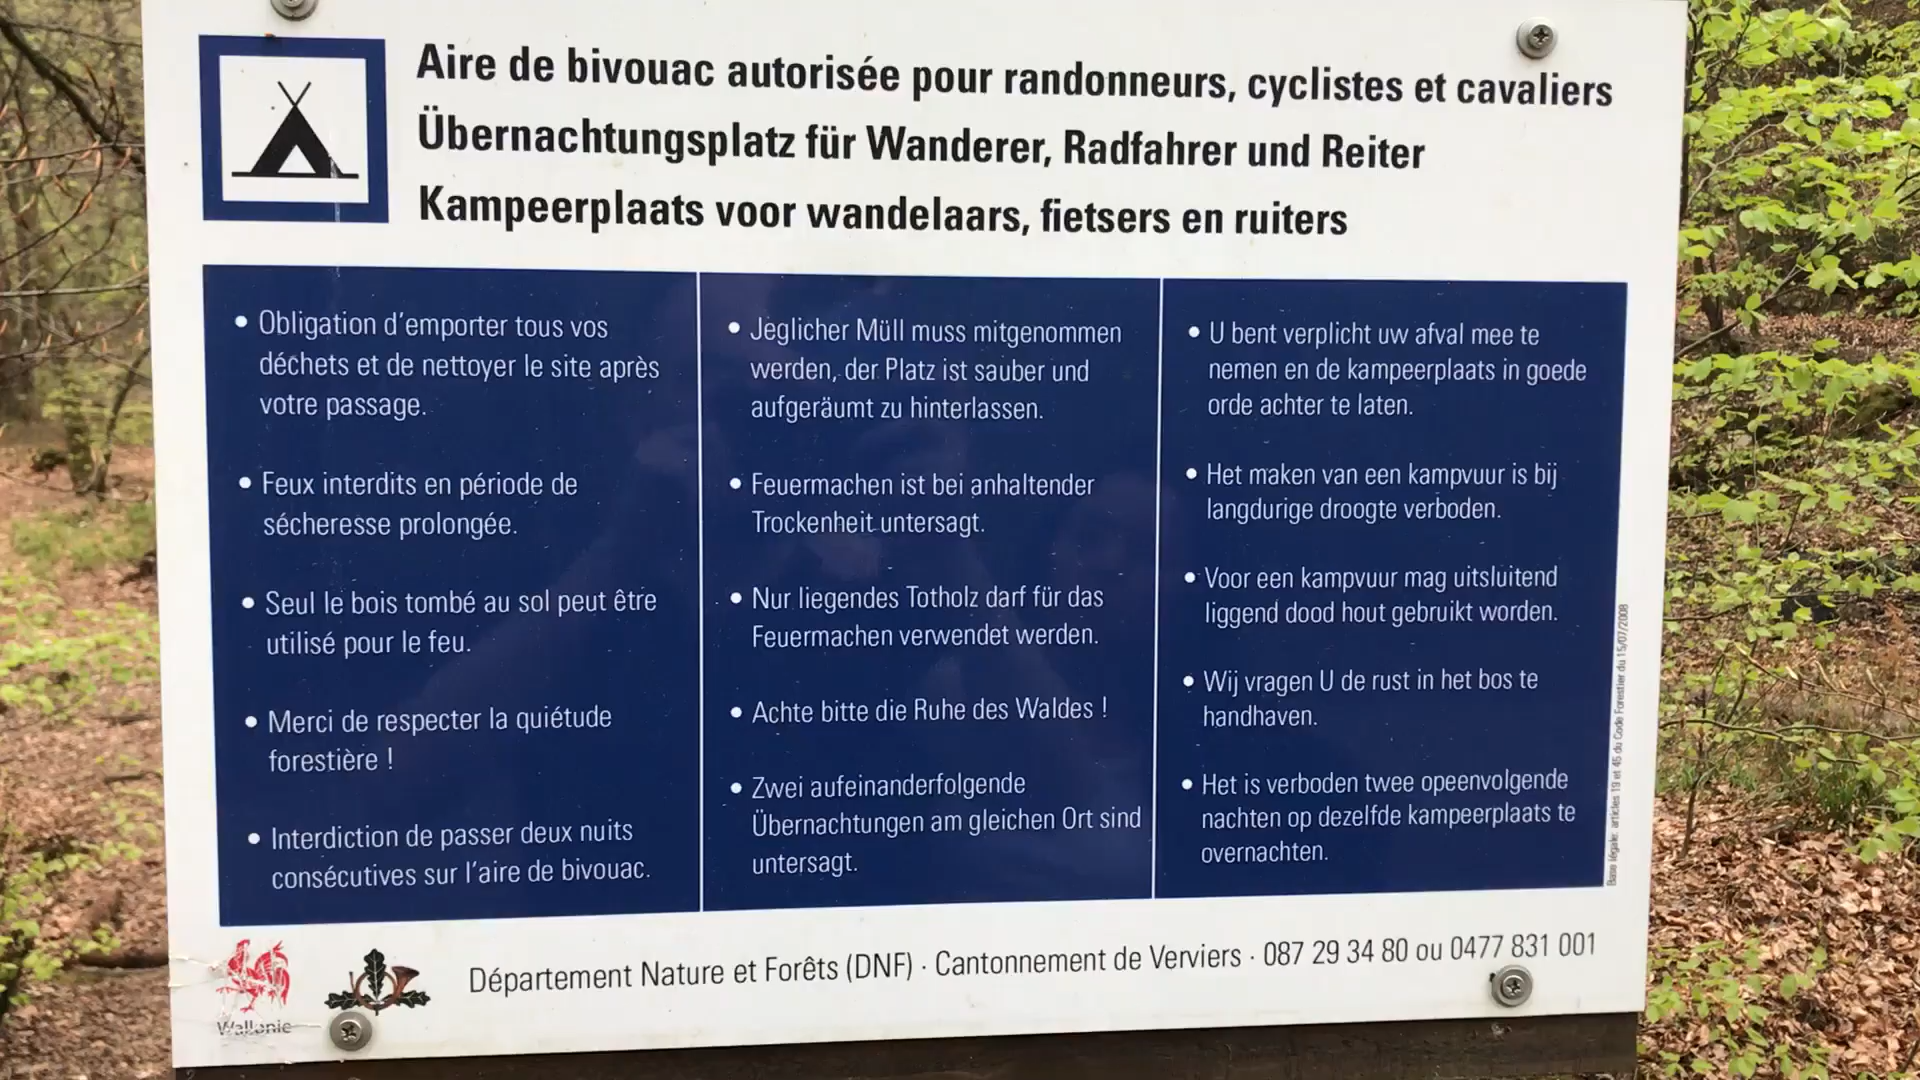 Aire de bivouac autorisée pour randonneurs, cyclistes et cavaliers
Übernachtungsplatz für Wanderer, Radfahrer und Reiter
Kampeerplaats voor wandelaars, fietsers en ruiters
• Obligation d'emporter tous vos
déchets et de nettoyer le site après
votre passage.
• Feux interdits en période de
sécheresse prolongée.
• Seul le bois tombé au sol peut être
utilisé pour le feu.
• Merci de respecter la quiétude
forestière !
• Interdiction de passer deux nuits
consécutives sur l'aire de bivouac.
• Jeglicher Müll muss mitgenommen
werden, der Platz ist sauber und
aufgeräumt zu hinterlassen.
• Feuermachen ist bei anhaltender
Trockenheit untersagt.
• Nur liegendes Totholz darf für das
Feuermachen verwendet werden.
• Achte bitte die Ruhe des Waldes !
• Zwei aufeinanderfolgende
Übernachtungen am gleichen Ort sind
untersagt.
• U bent verplicht uw afval mee te
nemen en de kampeerplaats in goede
orde achter te laten.
• Het maken van een kampvuur is bij
langdurige droogte verboden.
• Voor een kampvuur mag uitsluitend
liggend dood hout gebruikt worden.
• Wij vragen U de rust in het bos te
handhaven.
• Het is verboden twee opeenvolgende
nachten op dezelfde kampeerplaats te
overnachten.
Base légale: articles 19 et 45 du Code Forestier du 15/07/2008
Wallonie
Département Nature et Forêts (DNF) · Cantonnement de Verviers · 087 29 34 80 ou 0477 831 001